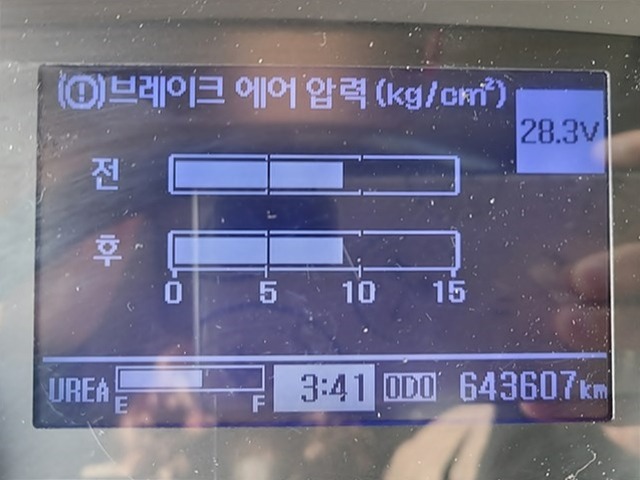 (!)브레이크 에어 압력 (kg/cm²)
28.3V
전
후
0 5 10 15
UREA E F 3:41 ODO 643607km